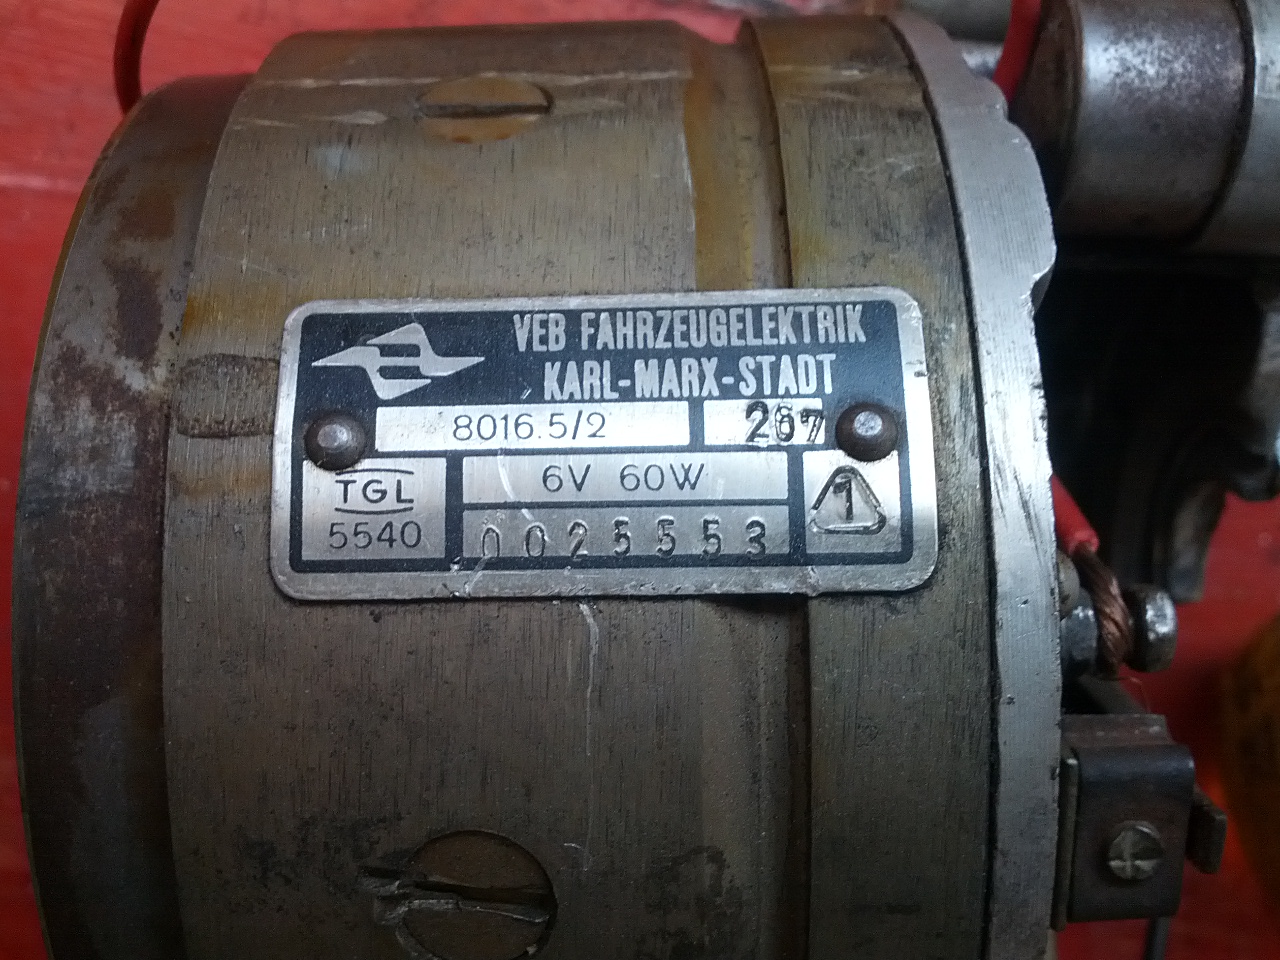 VEB FAHRZEUGELEKTRIK
KARL-MARX-STADT
8016.5/2 267
TGL
5540
6V 60W
0025553
1